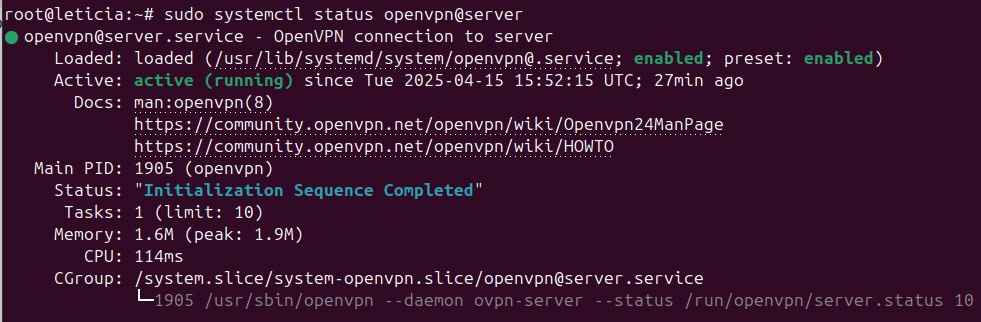 root@leticia:~# sudo systemctl status openvpn@server
● openvpn@server.service - OpenVPN connection to server
     Loaded: loaded (/usr/lib/systemd/system/openvpn@.service; enabled; preset: enabled)
     Active: active (running) since Tue 2025-04-15 15:52:15 UTC; 27min ago
       Docs: man:openvpn(8)
             https://community.openvpn.net/openvpn/wiki/Openvpn24ManPage
             https://community.openvpn.net/openvpn/wiki/HOWTO
   Main PID: 1905 (openvpn)
     Status: "Initialization Sequence Completed"
      Tasks: 1 (limit: 10)
     Memory: 1.6M (peak: 1.9M)
        CPU: 114ms
     CGroup: /system.slice/system-openvpn.slice/openvpn@server.service
             └─1905 /usr/sbin/openvpn --daemon ovpn-server --status /run/openvpn/server.status 10